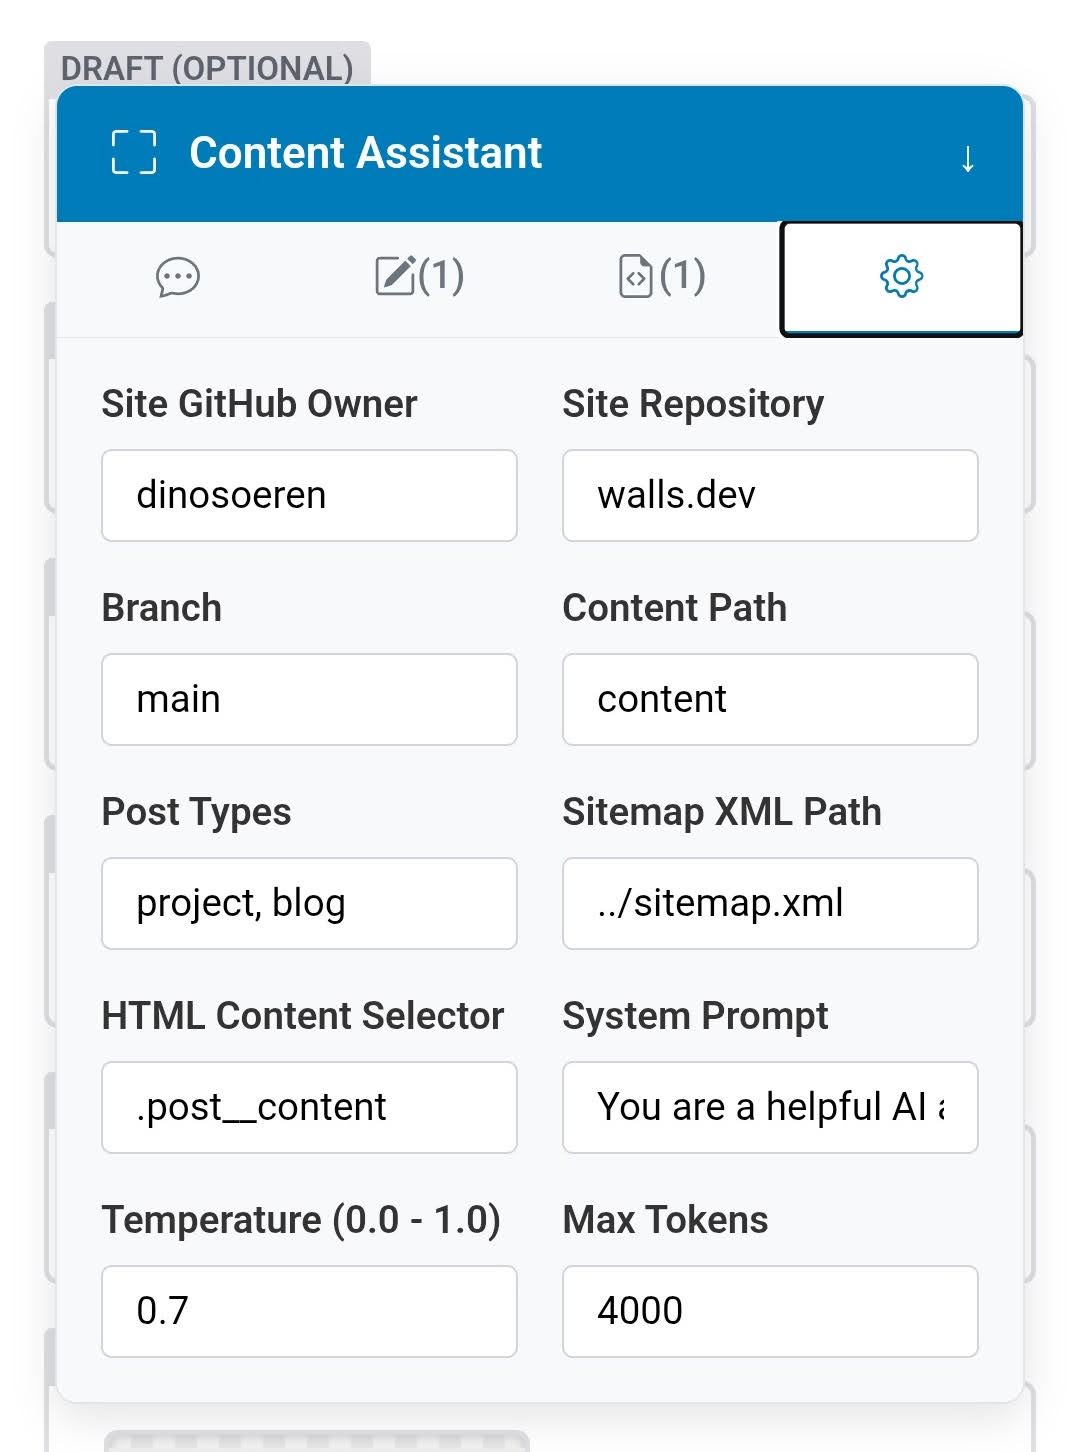 DRAFT (OPTIONAL)
Content Assistant
(1)
(1)
Site GitHub Owner
Site Repository
dinosoeren
walls.dev
Branch
Content Path
main
content
Post Types
Sitemap XML Path
project, blog
../sitemap.xml
HTML Content Selector
System Prompt
.post__content
You are a helpful AI
Temperature (0.0 - 1.0)
Max Tokens
0.7
4000